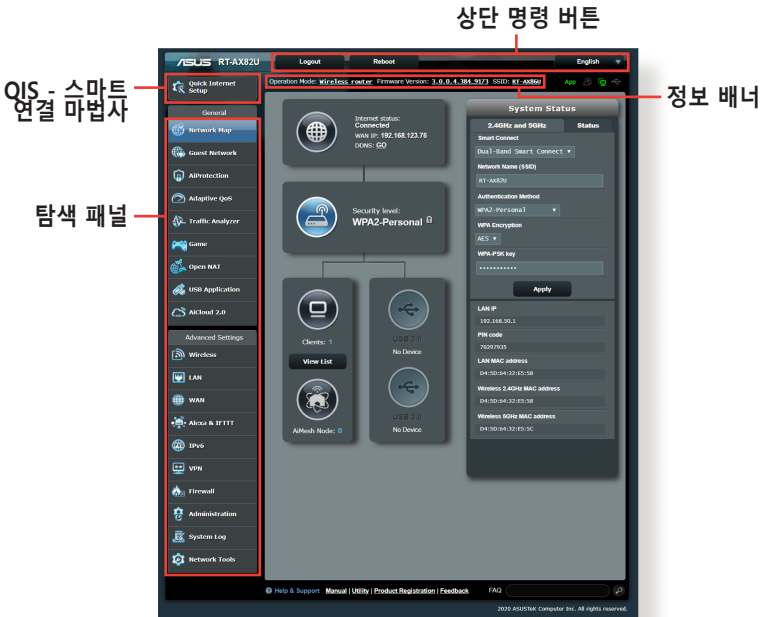 상단 명령 버튼
QIS - 스마트
연결 마법사
정보 배너
탐색 패널
ASUS RT-AX82U
Logout
Reboot
English
Quick Internet
Setup
Operation Mode: Wireless router Firmware Version: 3.0.0.4.384_9173 SSID: RT-AX86U
App
General
Network Map
Guest Network
AiProtection
Adaptive QoS
Traffic Analyzer
Game
Open NAT
USB Application
AiCloud 2.0
Advanced Settings
Wireless
LAN
WAN
Alexa & IFTTT
IPv6
VPN
Firewall
Administration
System Log
Network Tools
Internet status:
Connected
WAN IP: 192.168.123.76
DDNS: GO
Security level:
WPA2-Personal
Clients: 1
View List
AiMesh Node: 0
USB 3.0
No Device
USB 3.0
No Device
System Status
2.4GHz and 5GHz
Status
Smart Connect
Dual-Band Smart Connect
Network Name (SSID)
RT-AX82U
Authentication Method
WPA2-Personal
WPA Encryption
AES
WPA-PSK key
Apply
LAN IP
192.168.50.1
PIN code
70297935
LAN MAC address
D4:5D:64:32:E5:58
Wireless 2.4GHz MAC address
D4:5D:64:32:E5:58
Wireless 5GHz MAC address
D4:5D:64:32:E5:5C
Help & Support Manual | Utility | Product Registration | Feedback
FAQ
2020 ASUSTeK Computer Inc. All rights reserved.